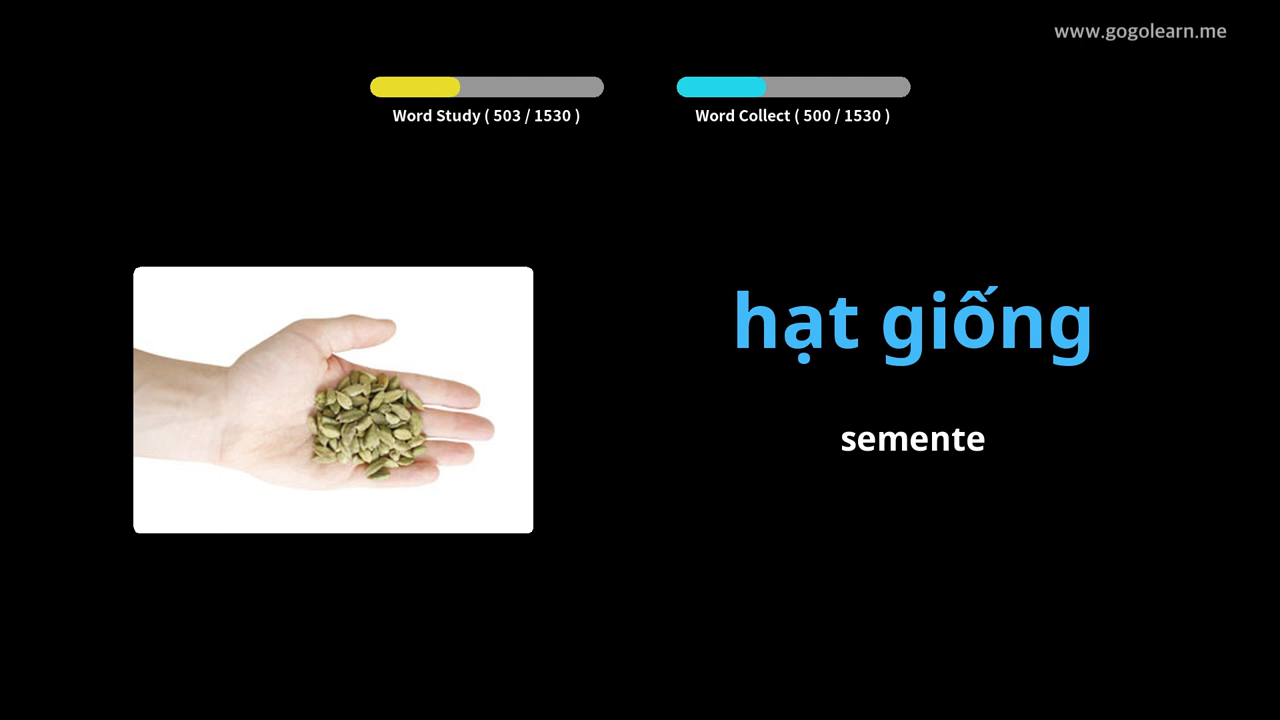 www.gogolearn.me
Word Study ( 503 / 1530 )
Word Collect ( 500 / 1530 )
hạt giống
semente